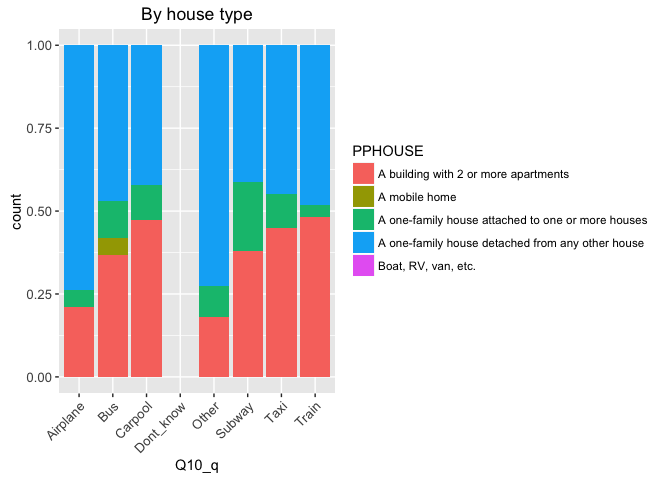 By house type
1.00
0.75
0.50
0.25
0.00
count
Airplane
Bus
Carpool
Dont_know
Other
Subway
Taxi
Train
Q10_q
PPHOUSE
A building with 2 or more apartments
A mobile home
A one-family house attached to one or more houses
A one-family house detached from any other house
Boat, RV, van, etc.